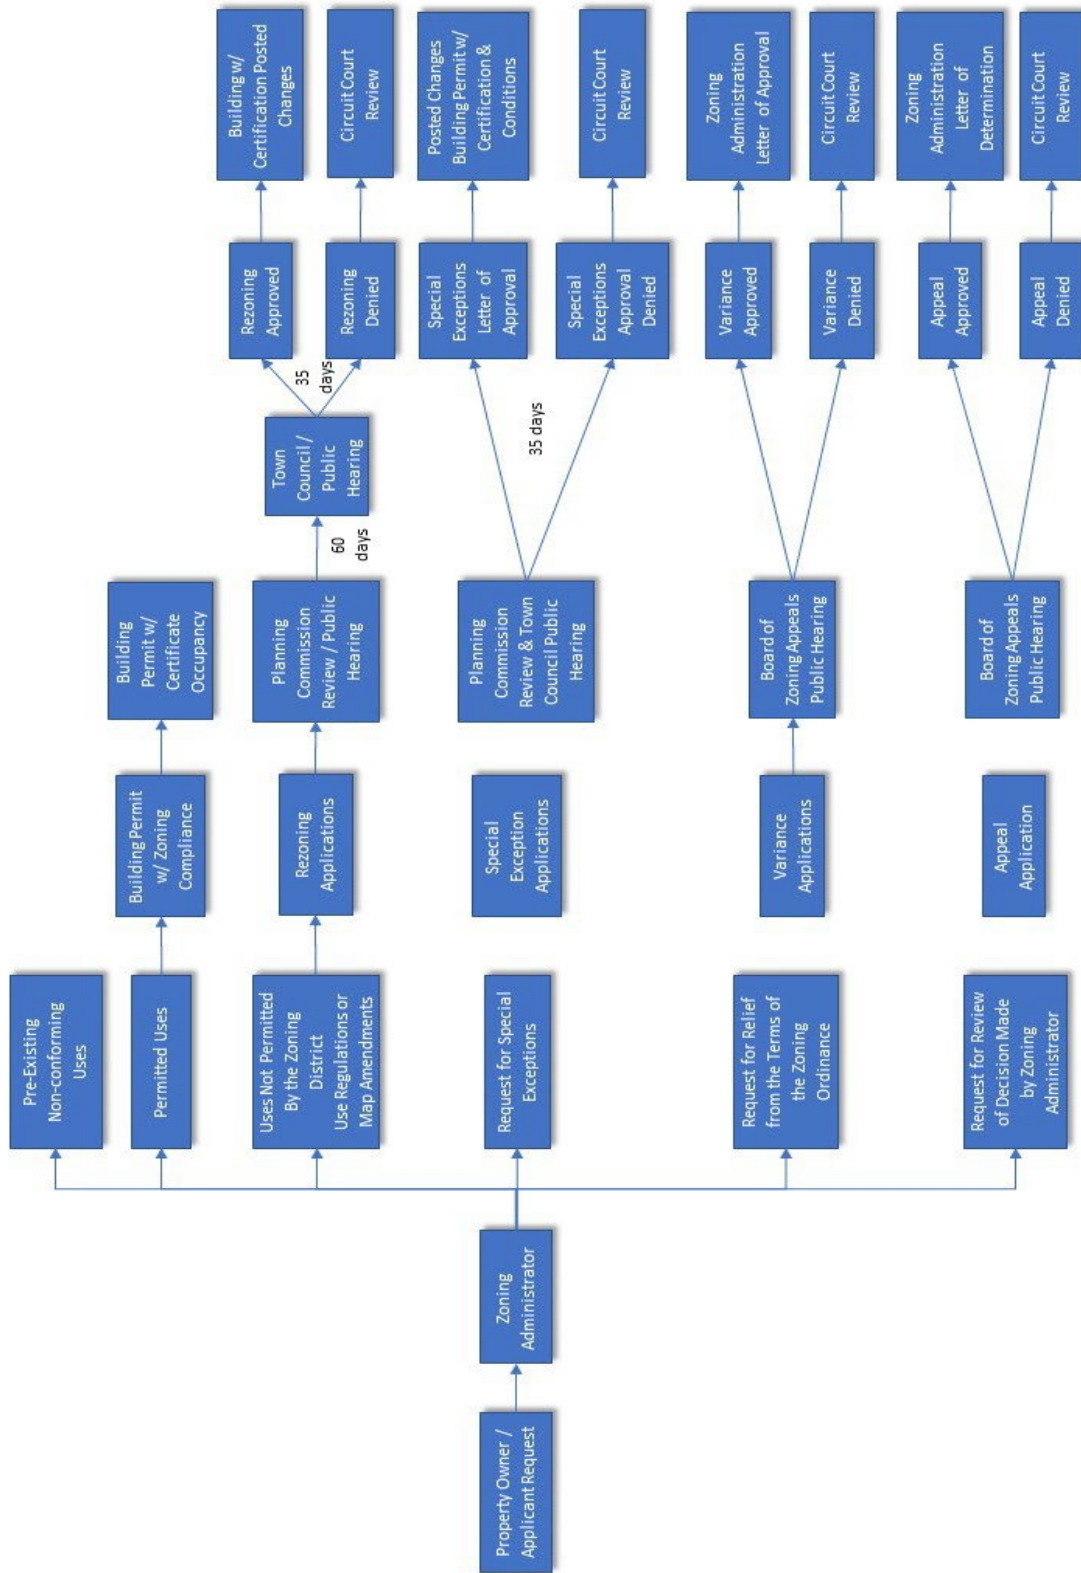 Property Owner /
Applicant Request
Zoning
Administrator
Pre-Existing
Non-conforming
Uses
Permitted Uses
Building Permit
w/ Zoning
Compliance
Building
Permit w/
Certificate
Occupancy
Uses Not Permitted
By the Zoning
District
Use Regulations or
Map Amendments
Rezoning
Applications
Planning
Commission
Review / Public
Hearing
60
days
Town
Council /
Public
Hearing
35
days
Rezoning
Approved
Building w/
Certification Posted
Changes
Rezoning
Denied
Circuit Court
Review
Request for Special
Exceptions
Special
Exception
Applications
Planning
Commission
Review & Town
Council Public
Hearing
35 days
Special
Exceptions
Letter of
Approval
Posted Changes
Building Permit w/
Certification &
Conditions
Special
Exceptions
Approval
Denied
Circuit Court
Review
Request for Relief
from the Terms of
the Zoning
Ordinance
Variance
Applications
Board of
Zoning Appeals
Public Hearing
Variance
Approved
Zoning
Administration
Letter of Approval
Variance
Denied
Circuit Court
Review
Request for Review
of Decision Made
by Zoning
Administrator
Appeal
Application
Board of
Zoning Appeals
Public Hearing
Appeal
Approved
Zoning
Administration
Letter of
Determination
Appeal
Denied
Circuit Court
Review